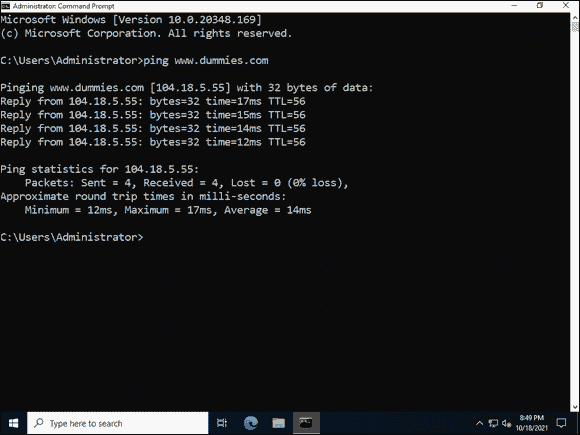 Administrator: Command Prompt
Microsoft Windows [Version 10.0.20348.169]
(c) Microsoft Corporation. All rights reserved.
C:\Users\Administrator>ping www.dummies.com
Pinging www.dummies.com [104.18.5.55] with 32 bytes of data:
Reply from 104.18.5.55: bytes=32 time=17ms TTL=56
Reply from 104.18.5.55: bytes=32 time=15ms TTL=56
Reply from 104.18.5.55: bytes=32 time=14ms TTL=56
Reply from 104.18.5.55: bytes=32 time=12ms TTL=56
Ping statistics for 104.18.5.55:
    Packets: Sent = 4, Received = 4, Lost = 0 (0% loss),
Approximate round trip times in milli-seconds:
    Minimum = 12ms, Maximum = 17ms, Average = 14ms
C:\Users\Administrator>
Type here to search
8:49 PM
10/18/2021